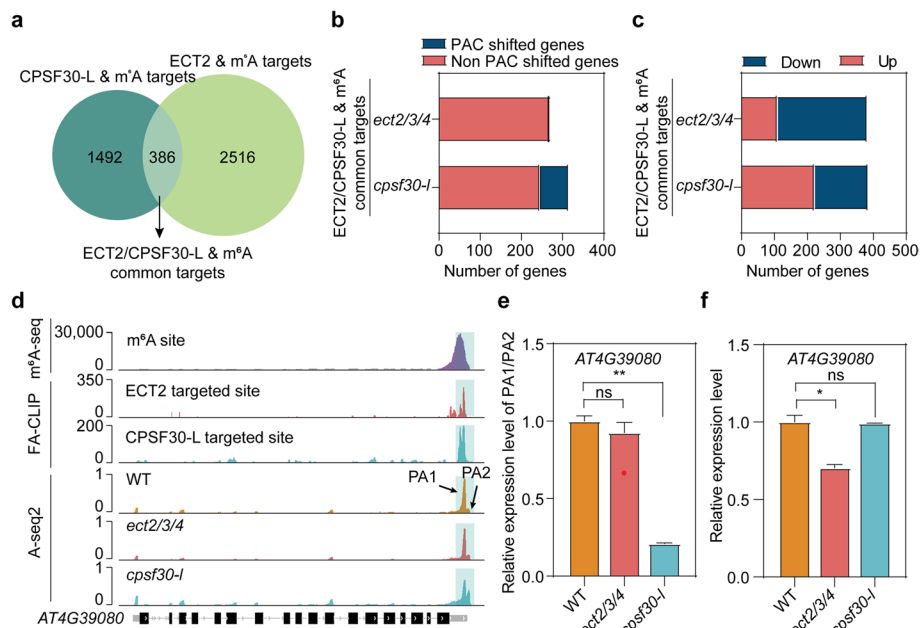 a
CPSF30-L & m⁶A targets
ECT2 & m⁶A targets
1492
386
2516
ECT2/CPSF30-L & m⁶A
common targets
b
PAC shifted genes
Non PAC shifted genes
ECT2/CPSF30-L & m⁶A
common targets
ect2/3/4
cpsf30-l
0 100 200 300 400
Number of genes
c
Down Up
ECT2/CPSF30-L & m⁶A
common targets
ect2/3/4
cpsf30-l
0 100 200 300 400 500
Number of genes
d
m⁶A-seq
30,000
0
m⁶A site
FA-CLIP
350
0
ECT2 targeted site
200
0
CPSF30-L targeted site
A-seq2
1
0
WT
PA1
PA2
1
0
ect2/3/4
1
0
cpsf30-l
AT4G39080
e
Relative expression level of PA1/PA2
1.5
1.0
0.5
0.0
AT4G39080
**
ns
WT
ect2/3/4
cpsf30-l
f
Relative expression level
1.5
1.0
0.5
0.0
AT4G39080
ns
*
WT
ect2/3/4
cpsf30-l